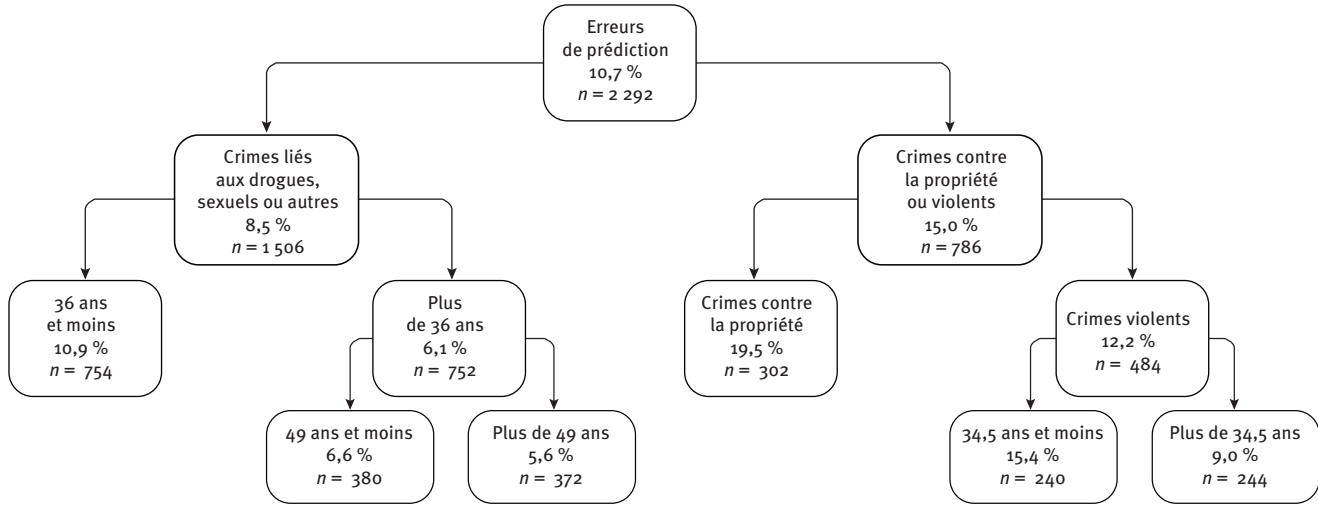 Erreurs
de prédiction
10,7 %
n = 2 292
Crimes liés
aux drogues,
sexuels ou autres
8,5 %
n = 1 506
Crimes contre
la propriété
ou violents
15,0 %
n = 786
36 ans
et moins
10,9 %
n = 754
Plus
de 36 ans
6,1 %
n = 752
Crimes contre
la propriété
19,5 %
n = 302
Crimes violents
12,2 %
n = 484
49 ans et moins
6,6 %
n = 380
Plus de 49 ans
5,6 %
n = 372
34,5 ans et moins
15,4 %
n = 240
Plus de 34,5 ans
9,0 %
n = 244